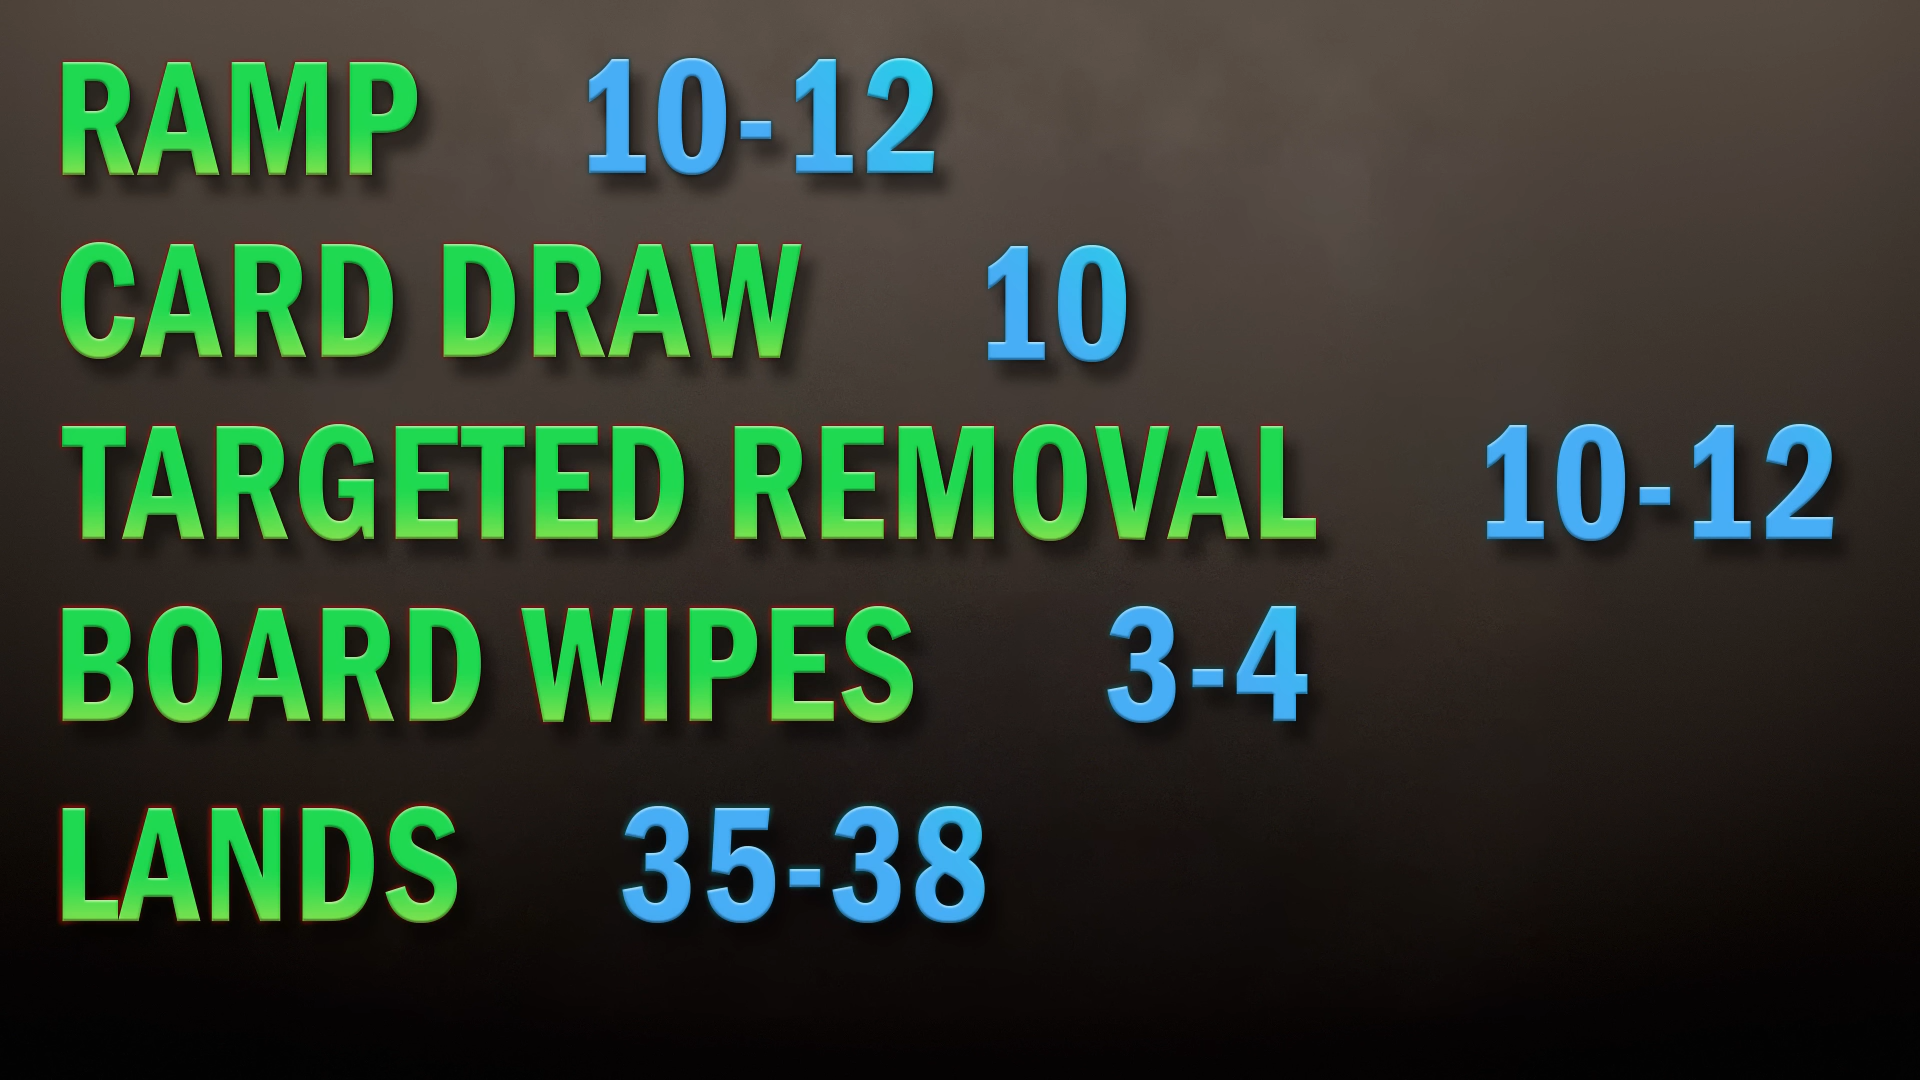 RAMP 10-12
CARD DRAW 10
TARGETED REMOVAL 10-12
BOARD WIPES 3-4
LANDS 35-38